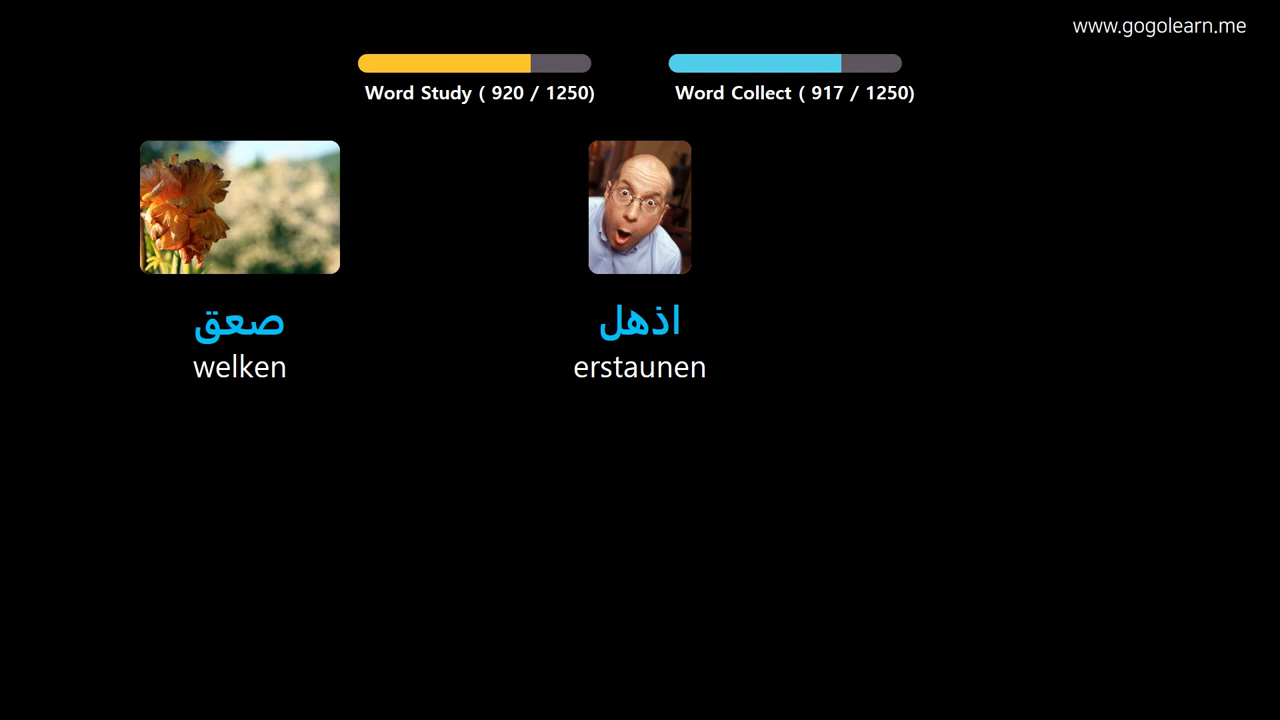 www.gogolearn.me
Word Study ( 920 / 1250)
Word Collect ( 917 / 1250)
صعق
welken
اذهل
erstaunen